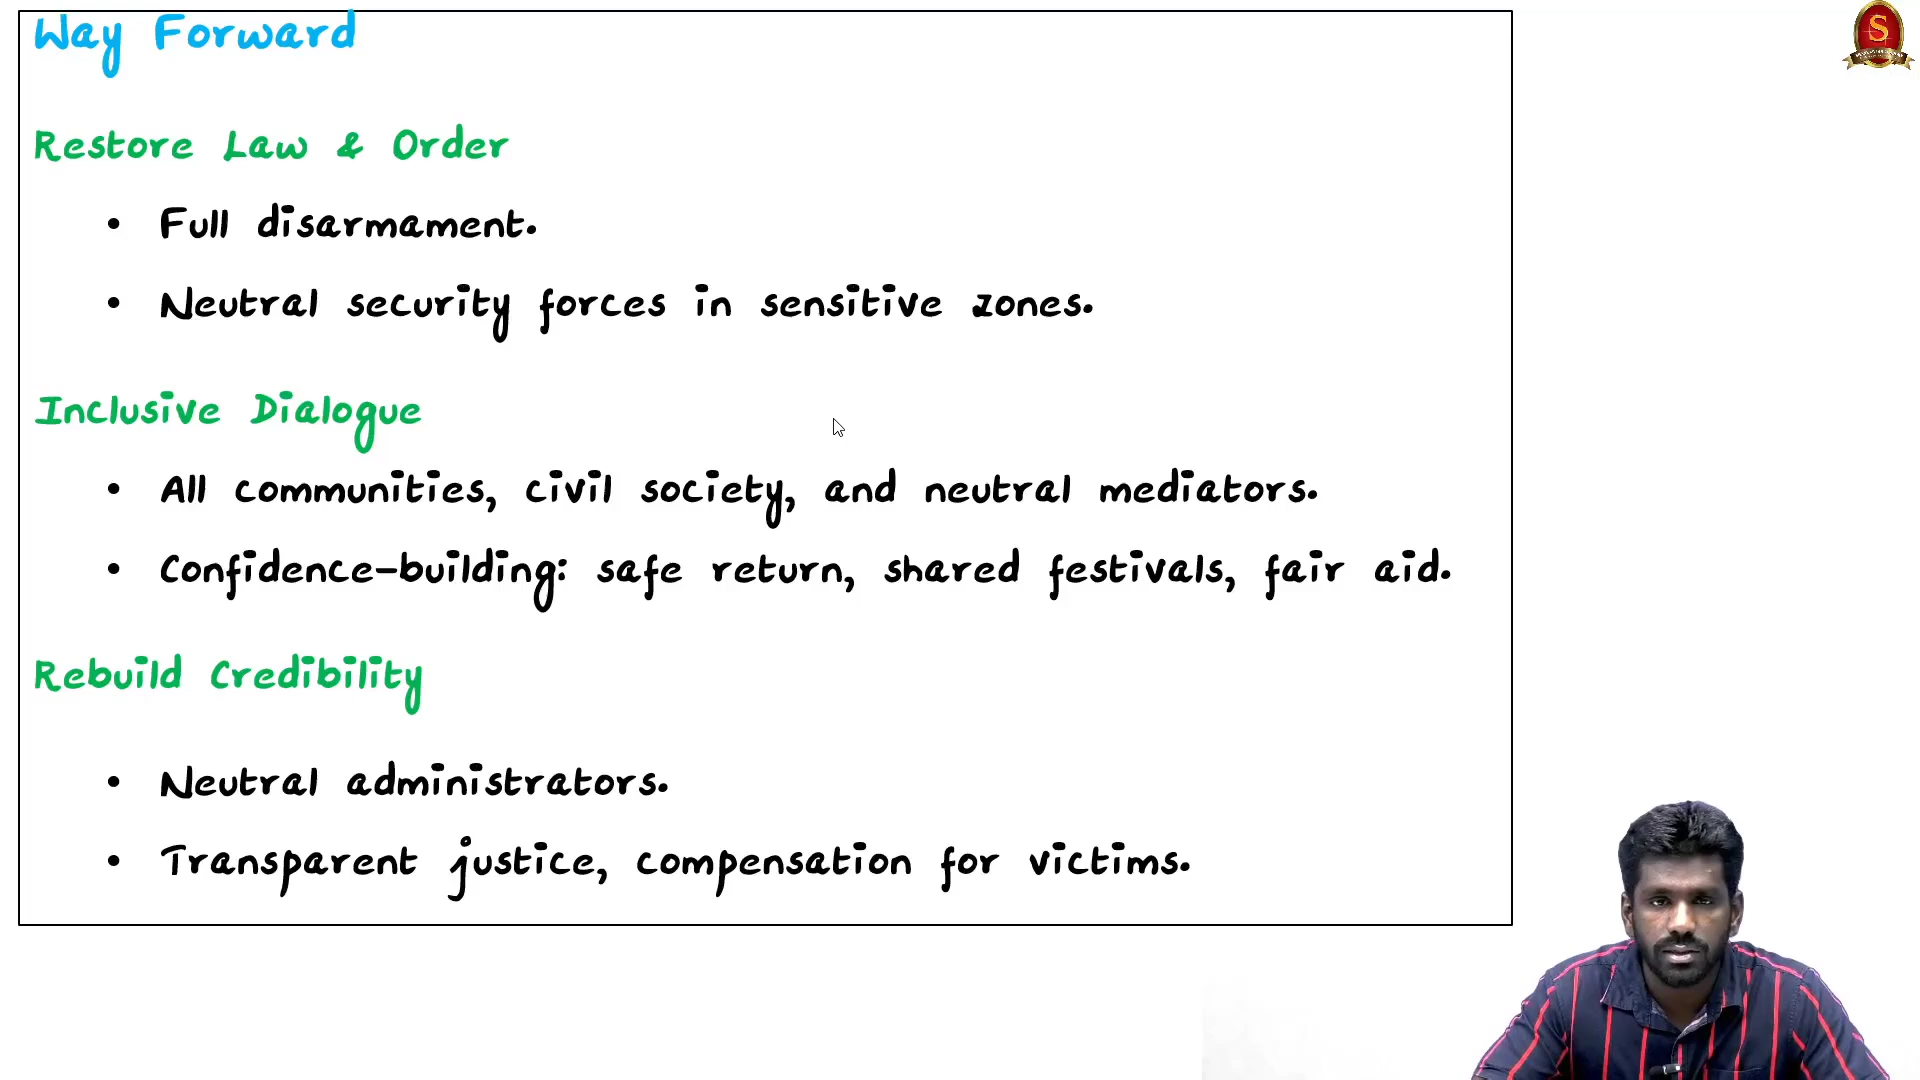 Way Forward
Restore Law & Order
• Full disarmament.
• Neutral security forces in sensitive zones.
Inclusive Dialogue
• All communities, civil society, and neutral mediators.
• Confidence-building: safe return, shared festivals, fair aid.
Rebuild Credibility
• Neutral administrators.
• Transparent justice, compensation for victims.
S